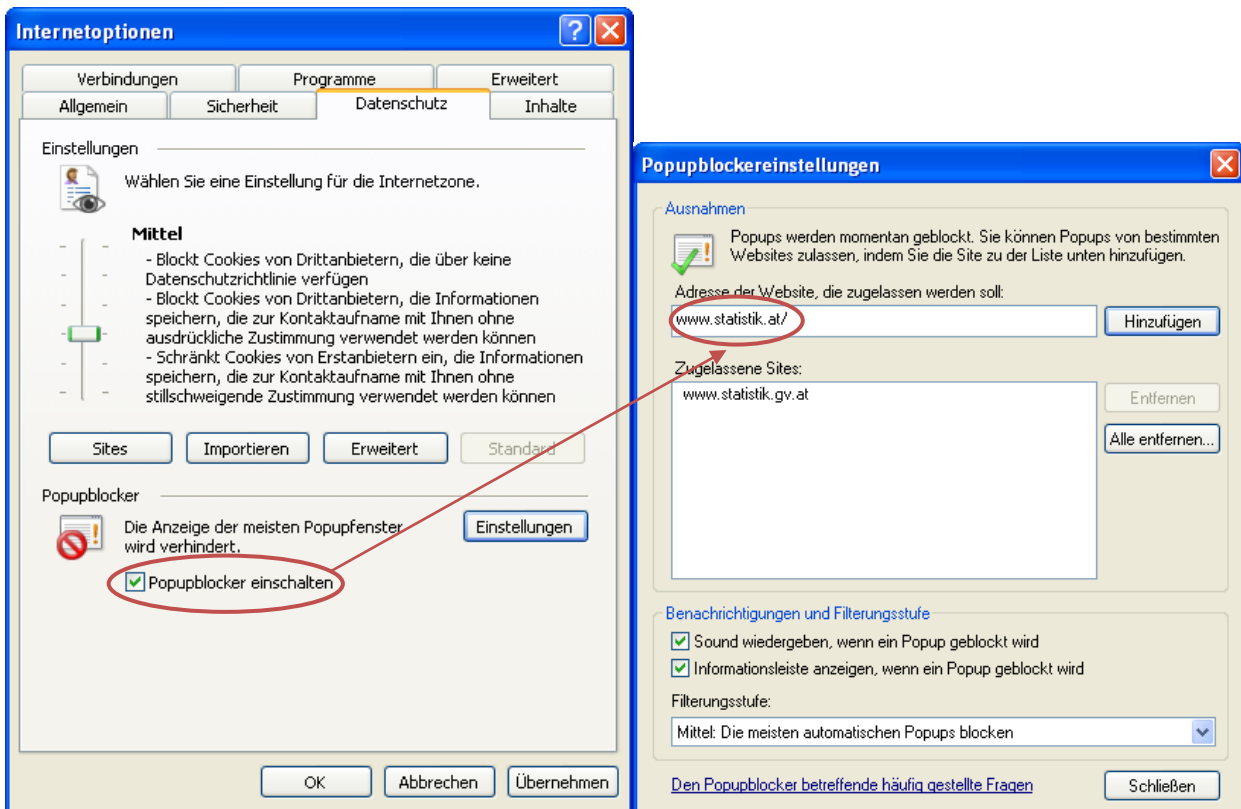 Internetoptionen
?
Verbindungen
Programme
Erweitert
Allgemein
Sicherheit
Datenschutz
Inhalte
Einstellungen
Wählen Sie eine Einstellung für die Internetzone.
Mittel
- Blockt Cookies von Drittanbietern, die über keine
Datenschutzrichtlinie verfügen
- Blockt Cookies von Drittanbietern, die Informationen
speichern, die zur Kontaktaufname mit Ihnen ohne
ausdrückliche Zustimmung verwendet werden können
- Schränkt Cookies von Erstanbietern ein, die Informationen
speichern, die zur Kontaktaufname mit Ihnen ohne
stillschweigende Zustimmung verwendet werden können
Sites
Importieren
Erweitert
Standard
Popupblocker
Die Anzeige der meisten Popupfenster
wird verhindert.
Einstellungen
Popupblocker einschalten
OK
Abbrechen
Übernehmen
Popupblockereinstellungen
Ausnahmen
Popups werden momentan geblockt. Sie können Popups von bestimmten
Websites zulassen, indem Sie die Site zu der Liste unten hinzufügen.
Adresse der Website, die zugelassen werden soll:
www.statistik.at/
Hinzufügen
Zugelassene Sites:
www.statistik.gv.at
Entfernen
Alle entfernen...
Benachrichtigungen und Filterungsstufe
Sound wiedergeben, wenn ein Popup geblockt wird
Informationsleiste anzeigen, wenn ein Popup geblockt wird
Filterungsstufe:
Mittel: Die meisten automatischen Popups blocken
Den Popupblocker betreffende häufig gestellte Fragen
Schließen